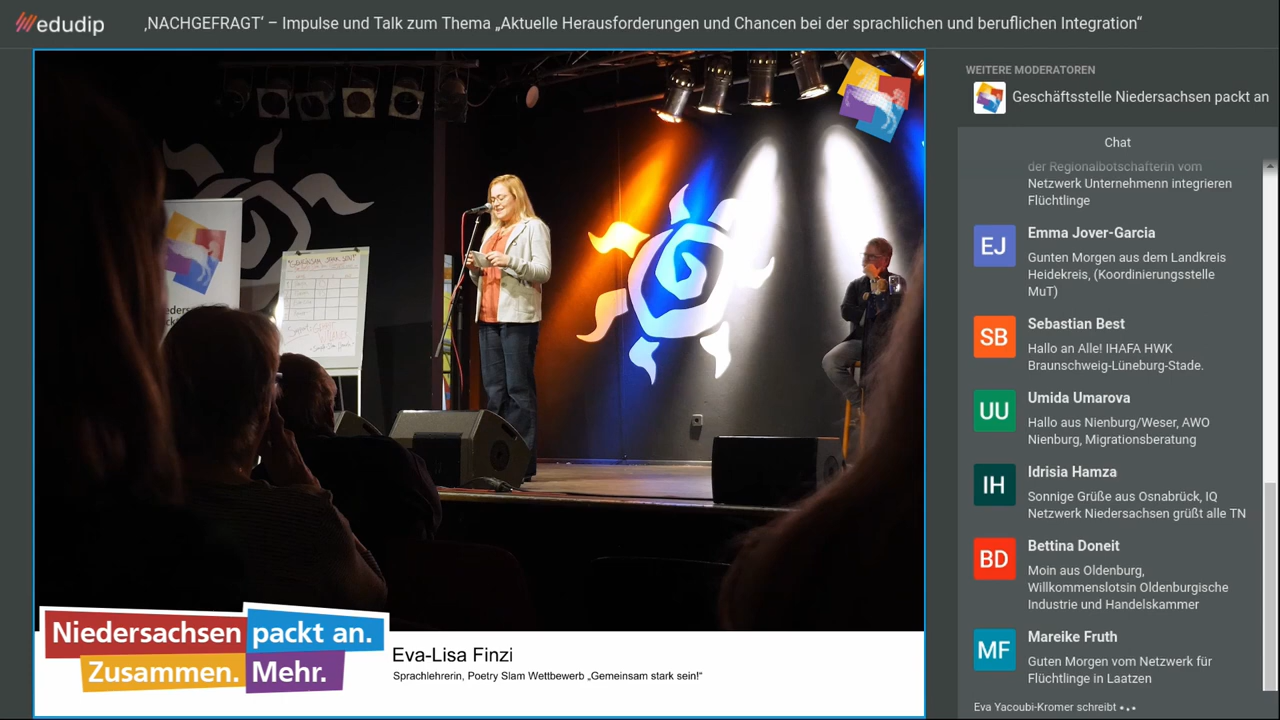 edudip
‚NACHGEFRAGT‘ – Impulse und Talk zum Thema „Aktuelle Herausforderungen und Chancen bei der sprachlichen und beruflichen Integration“
WEITERE MODERATOREN
Geschäftsstelle Niedersachsen packt an
Chat
der Regionalbotschafterin vom
Netzwerk Unternehmenn integrieren
Flüchtlinge
EJ
Emma Jover-Garcia
Gunten Morgen aus dem Landkreis
Heidekreis, (Koordinierungsstelle
MuT)
SB
Sebastian Best
Hallo an Alle! IHAFA HWK
Braunschweig-Lüneburg-Stade.
UU
Umida Umarova
Hallo aus Nienburg/Weser, AWO
Nienburg, Migrationsberatung
IH
Idrisia Hamza
Sonnige Grüße aus Osnabrück, IQ
Netzwerk Niedersachsen grüßt alle TN
BD
Bettina Doneit
Moin aus Oldenburg,
Willkommenslotsin Oldenburgische
Industrie und Handelskammer
MF
Mareike Fruth
Guten Morgen vom Netzwerk für
Flüchtlinge in Laatzen
Eva Yacoubi-Kromer schreibt
Niedersachsen packt an.
Zusammen. Mehr.
Eva-Lisa Finzi
Sprachlehrerin, Poetry Slam Wettbewerb „Gemeinsam stark sein!“